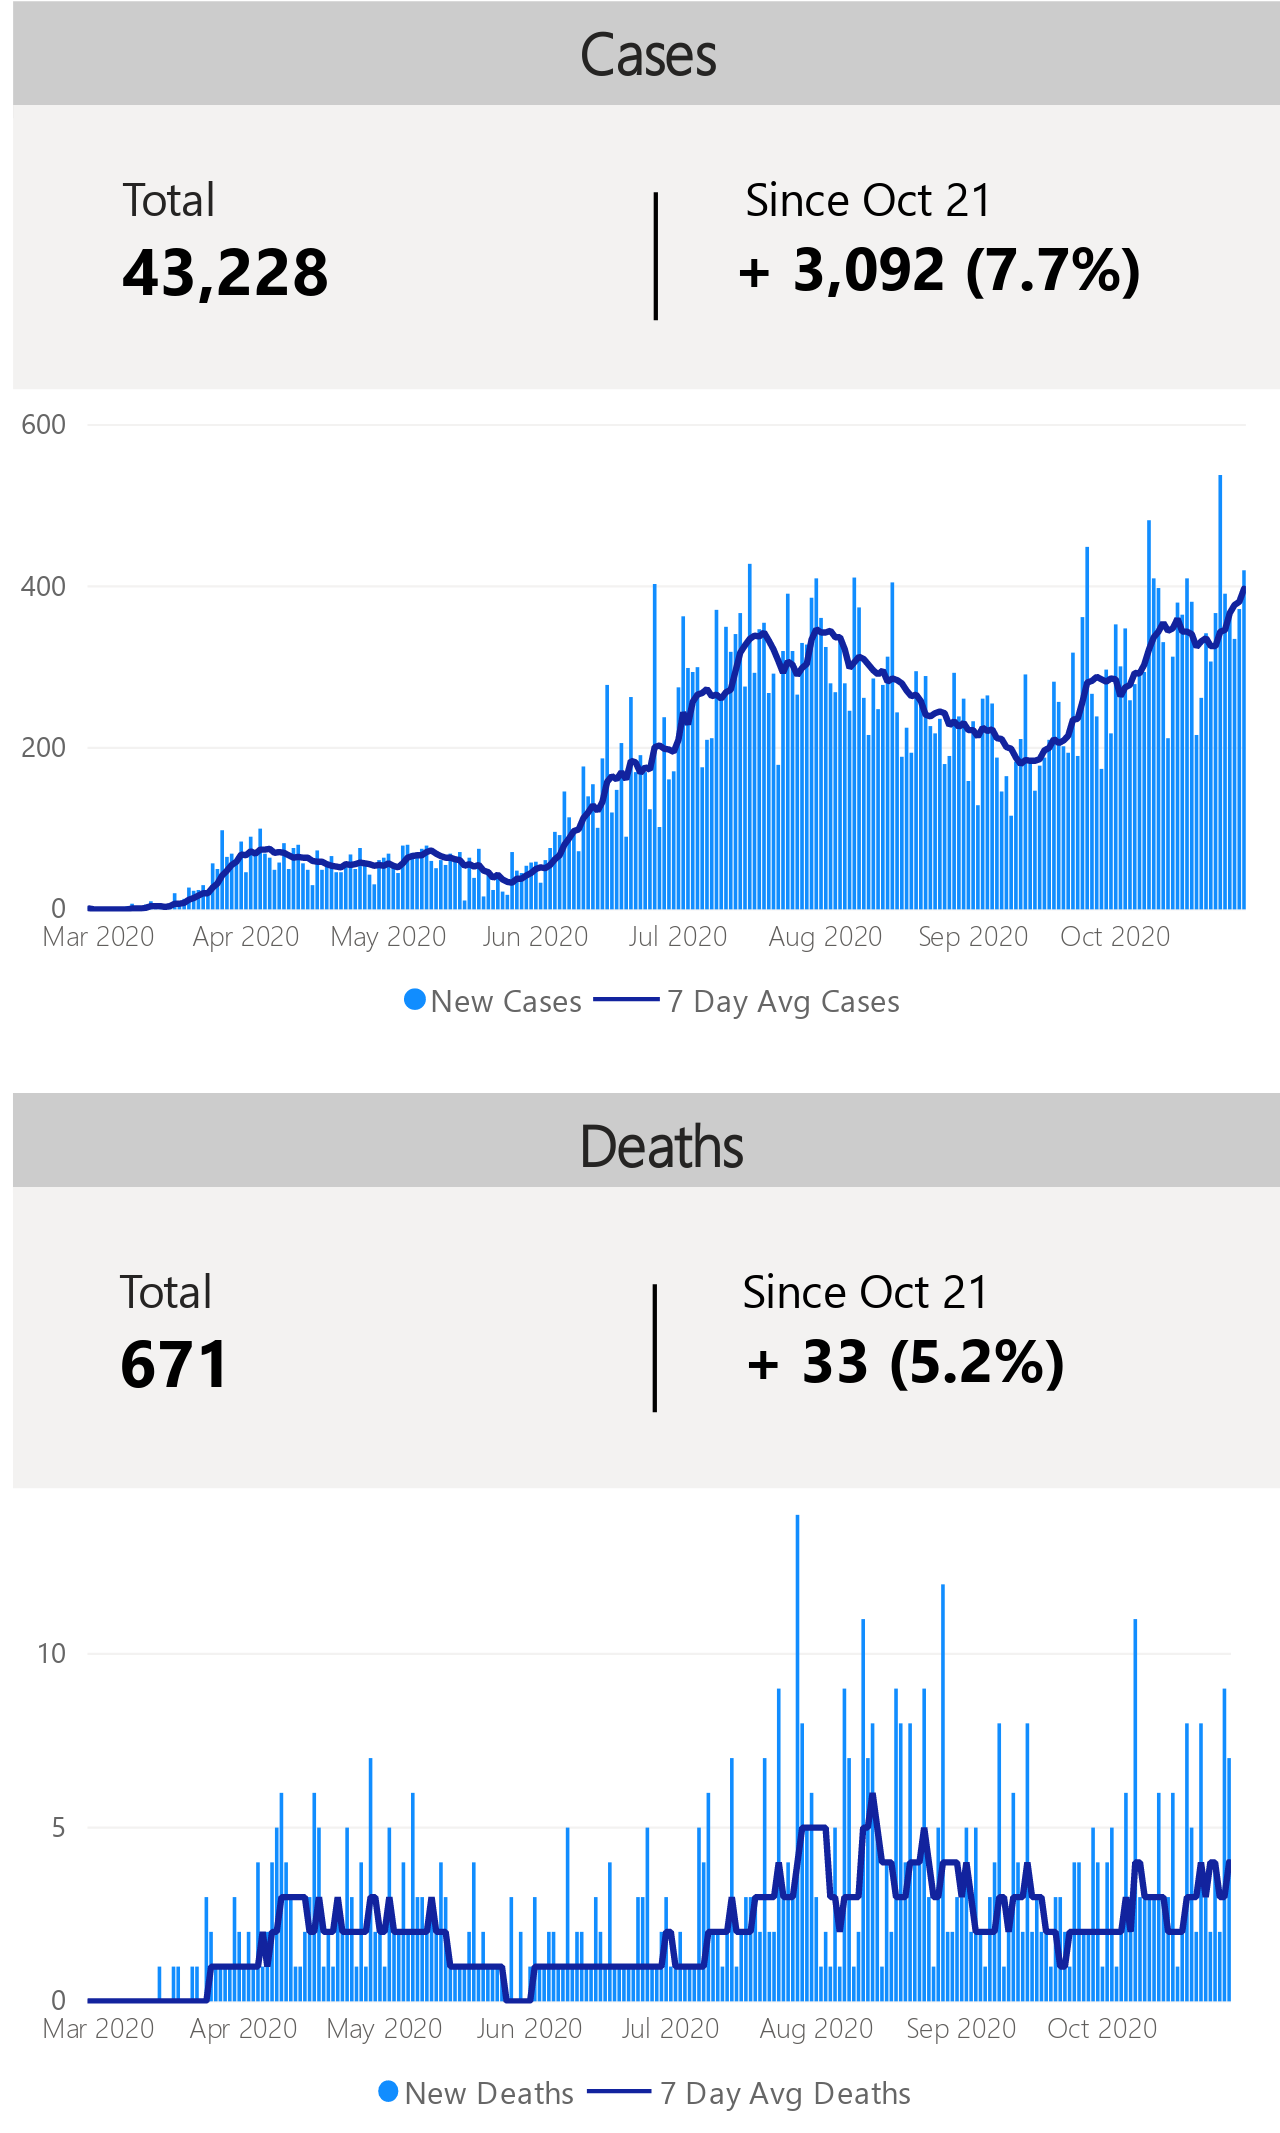 Cases
Total
Since Oct 21
43,228
+ 3,092 (7.7%)
600
400
200
0
Mar 2020 Apr 2020 May 2020 Jun 2020 Jul 2020 Aug 2020 Sep 2020 Oct 2020
New Cases 7 Day Avg Cases
Deaths
Total
Since Oct 21
671
+ 33 (5.2%)
10
5
0
Mar 2020 Apr 2020 May 2020 Jun 2020 Jul 2020 Aug 2020 Sep 2020 Oct 2020
New Deaths 7 Day Avg Deaths